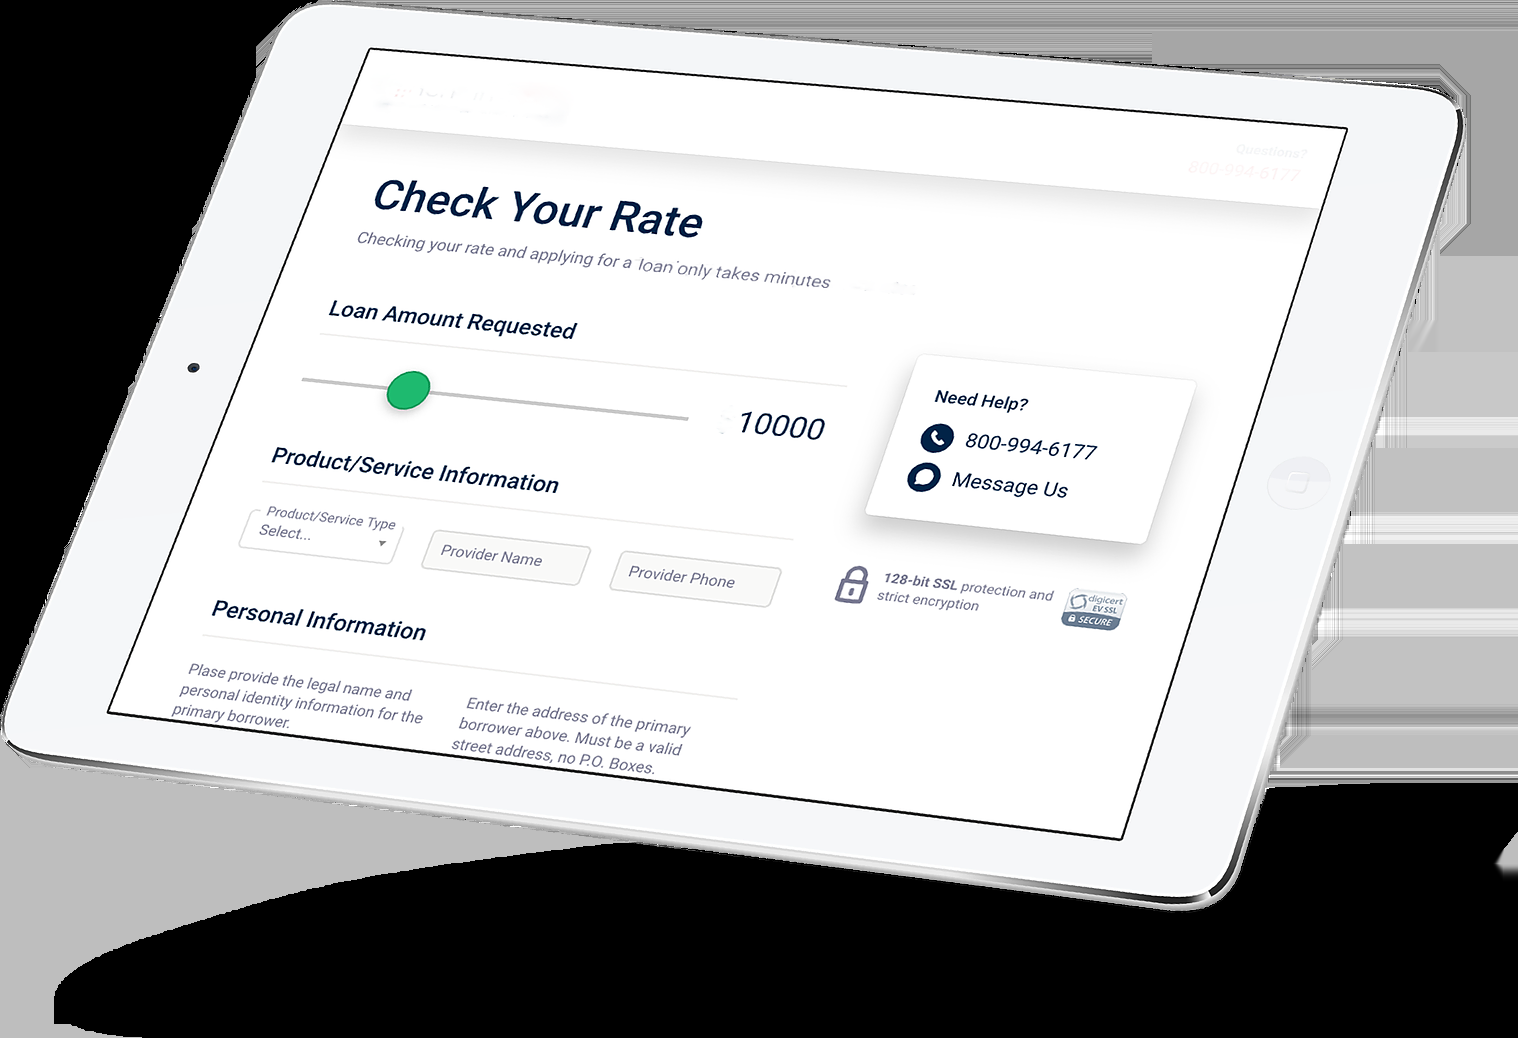 Questions?
800-994-6177
Check Your Rate
Checking your rate and applying for a loan only takes minutes
Loan Amount Requested
10000
Need Help?
800-994-6177
Message Us
Product/Service Information
Product/Service Type
Select...
Provider Name
Provider Phone
128-bit SSL protection and
strict encryption
digicert
EV SSL
SECURE
Personal Information
Plase provide the legal name and
personal identity information for the
primary borrower.
Enter the address of the primary
borrower above. Must be a valid
street address, no P.O. Boxes.